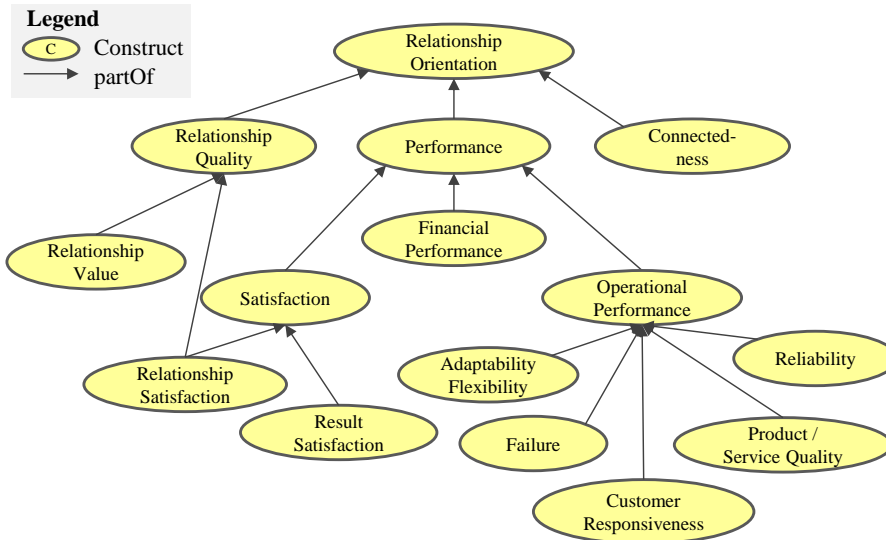 Legend
C Construct
partOf
Relationship
Orientation
Relationship
Quality
Performance
Connected-
ness
Relationship
Value
Financial
Performance
Satisfaction
Operational
Performance
Relationship
Satisfaction
Result
Satisfaction
Adaptability
Flexibility
Reliability
Failure
Product /
Service Quality
Customer
Responsiveness